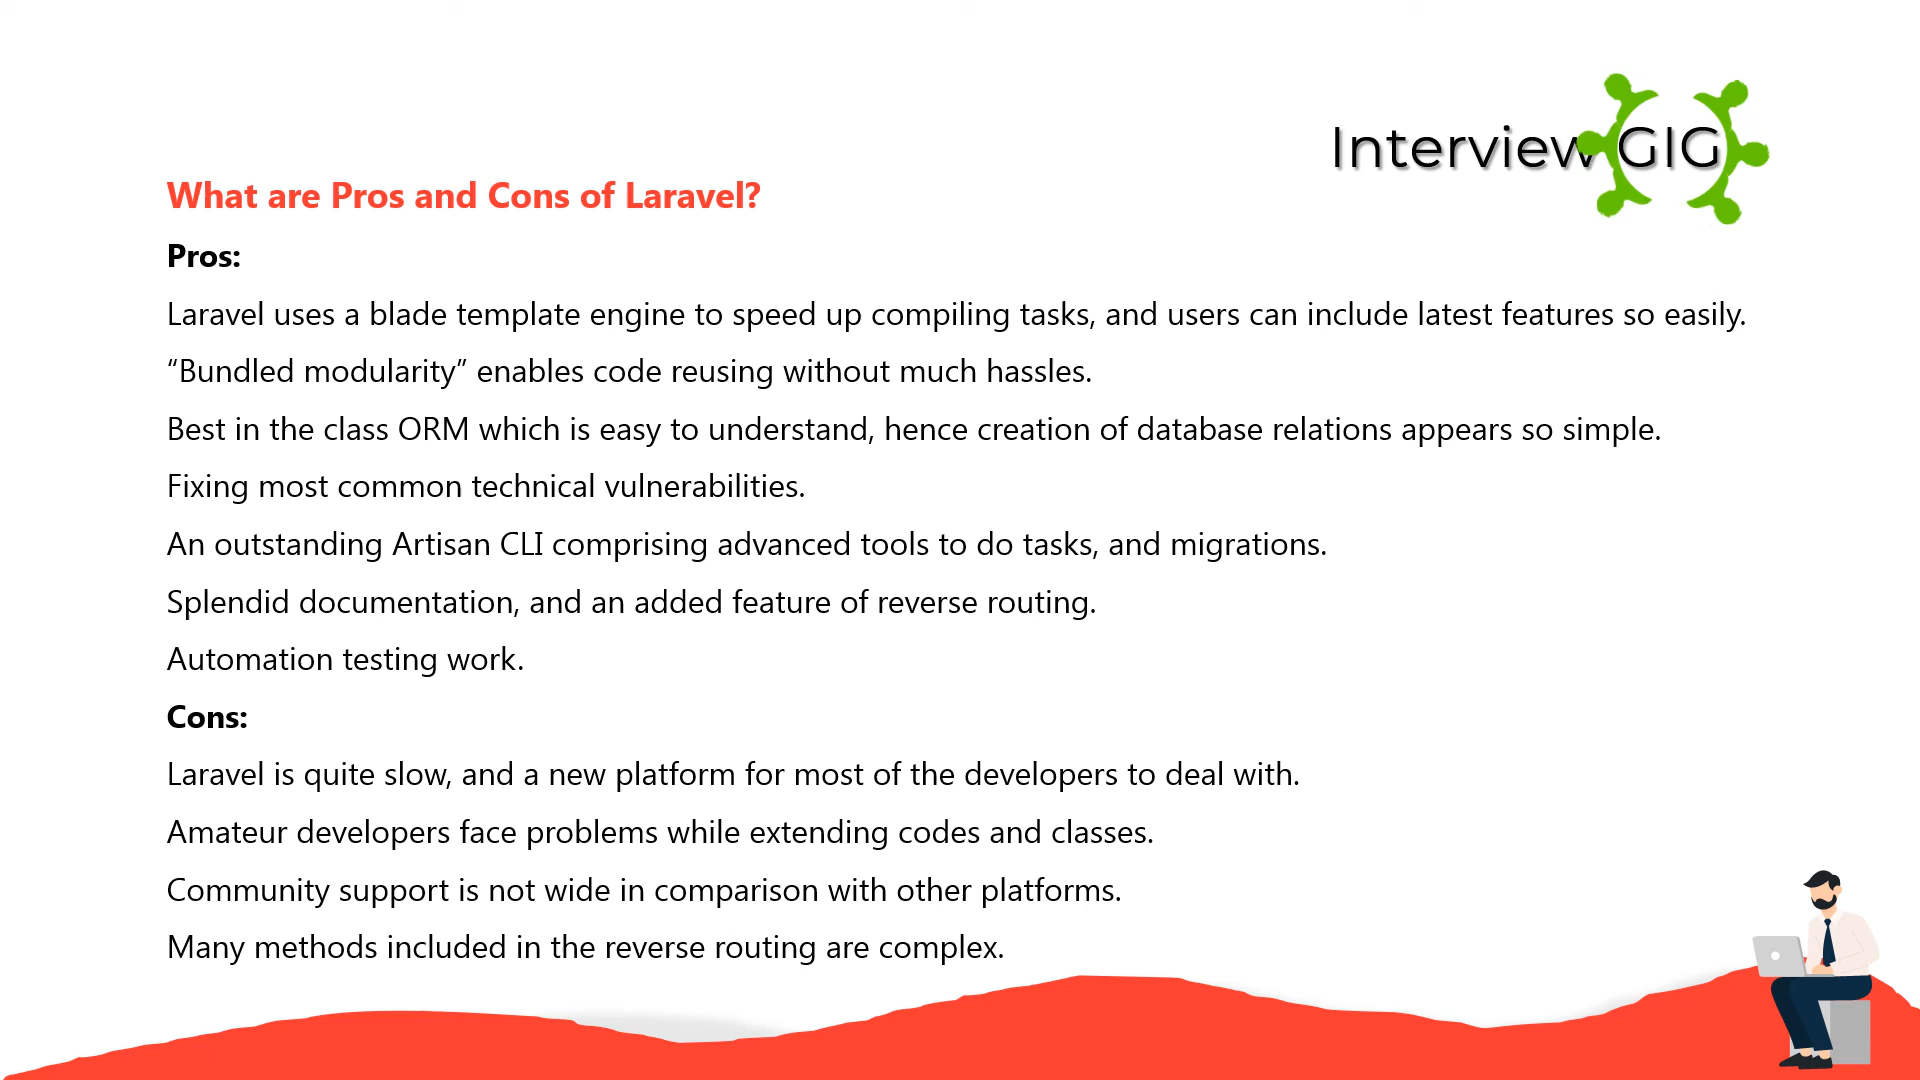 Interview GIG
What are Pros and Cons of Laravel?
Pros:
Laravel uses a blade template engine to speed up compiling tasks, and users can include latest features so easily.
“Bundled modularity” enables code reusing without much hassles.
Best in the class ORM which is easy to understand, hence creation of database relations appears so simple.
Fixing most common technical vulnerabilities.
An outstanding Artisan CLI comprising advanced tools to do tasks, and migrations.
Splendid documentation, and an added feature of reverse routing.
Automation testing work.
Cons:
Laravel is quite slow, and a new platform for most of the developers to deal with.
Amateur developers face problems while extending codes and classes.
Community support is not wide in comparison with other platforms.
Many methods included in the reverse routing are complex.